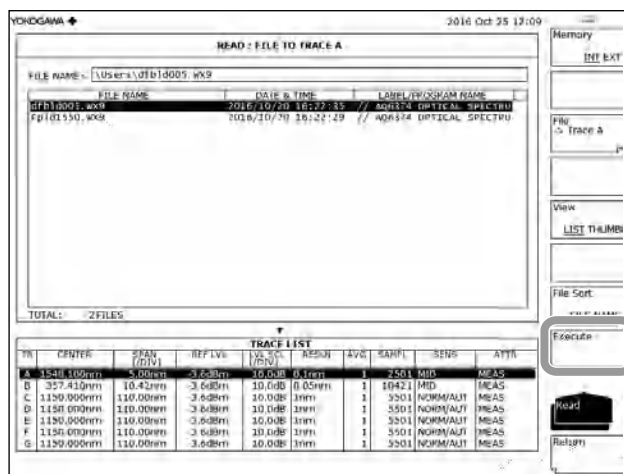 YOKOGAWA
2016 Oct 25 17:09
READ : FILE TO TRACE A
FILE NAME: \Users\dfbld005.WX9
FILE NAME DATE & TIME LABEL/PROGRAM NAME
dfbld005.WX9 2016/10/20 16:22:35 // AQ6374 OPTICAL SPECTRU
fpld1550.WX9 2016/10/20 16:22:29 // AQ6374 OPTICAL SPECTRU
TOTAL: 2FILES
TRACE LIST
TR CENTER SPAN [/DIV] REF LVL LVL SCL [/DIV] RESLN AVG SAMPL SENS ATTR
A 1548.100nm 5.00nm -3.6dBm 10.0dB 0.1nm 1 2501 MID MEAS
B 357.410nm 10.42nm -3.6dBm 10.0dB 0.05nm 1 10421 MID MEAS
C 1150.000nm 110.00nm -3.6dBm 10.0dB 1nm 1 5501 NORM/AUT MEAS
D 1150.000nm 110.00nm -3.6dBm 10.0dB 1nm 1 5501 NORM/AUT MEAS
E 1150.000nm 110.00nm -3.6dBm 10.0dB 1nm 1 5501 NORM/AUT MEAS
F 1150.000nm 110.00nm -3.6dBm 10.0dB 1nm 1 5501 NORM/AUT MEAS
G 1150.000nm 110.00nm -3.6dBm 10.0dB 1nm 1 5501 NORM/AUT MEAS
Memory
INT EXT
File
-> Trace A
View
LIST THUMB
File Sort
FILE NAME
Execute
Read
Return